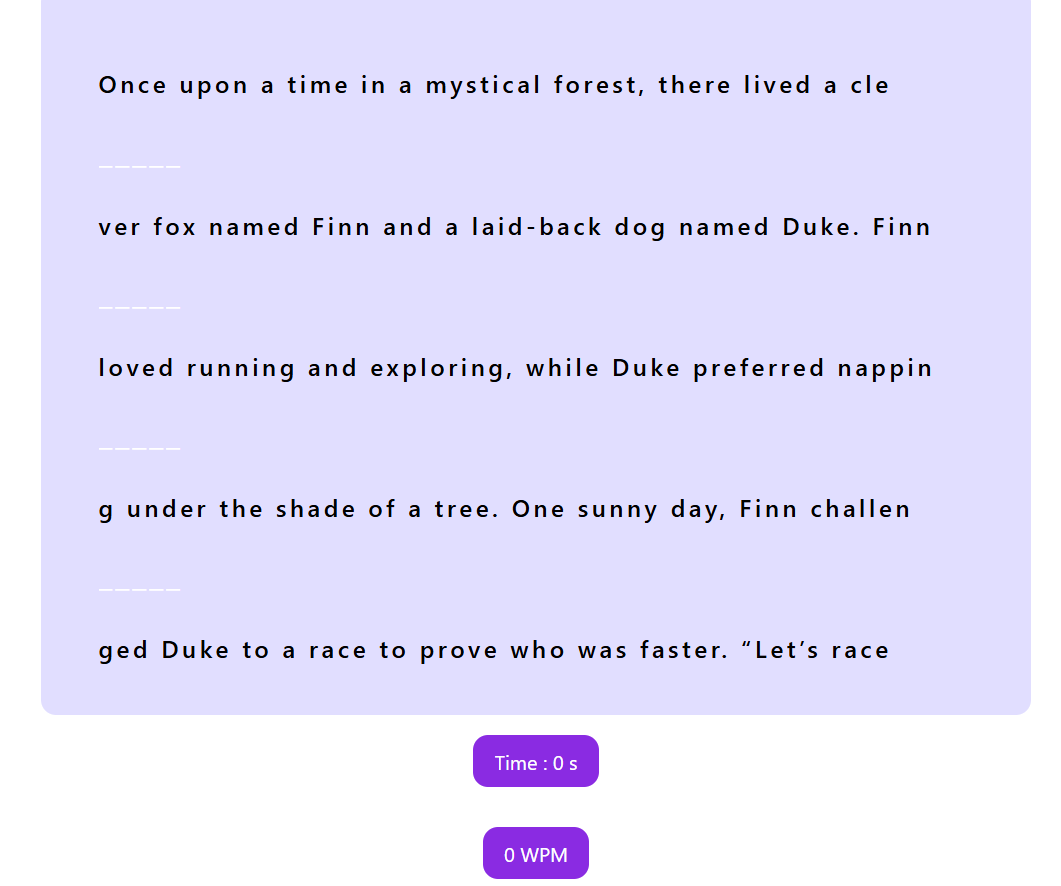 Once upon a time in a mystical forest, there lived a cle
_____
ver fox named Finn and a laid-back dog named Duke. Finn
_____
loved running and exploring, while Duke preferred nappin
_____
g under the shade of a tree. One sunny day, Finn challen
_____
ged Duke to a race to prove who was faster. “Let’s race
Time : 0 s
0 WPM